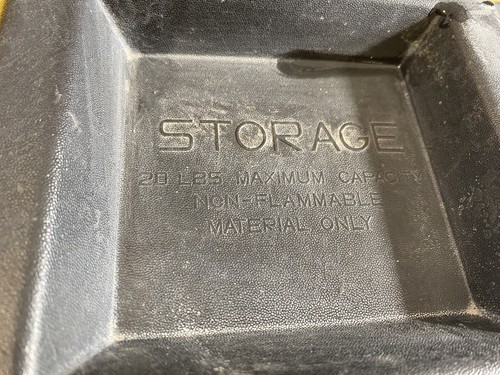 STORAGE
20 LBS MAXIMUM CAPACITY
NON-FLAMMABLE
MATERIAL ONLY